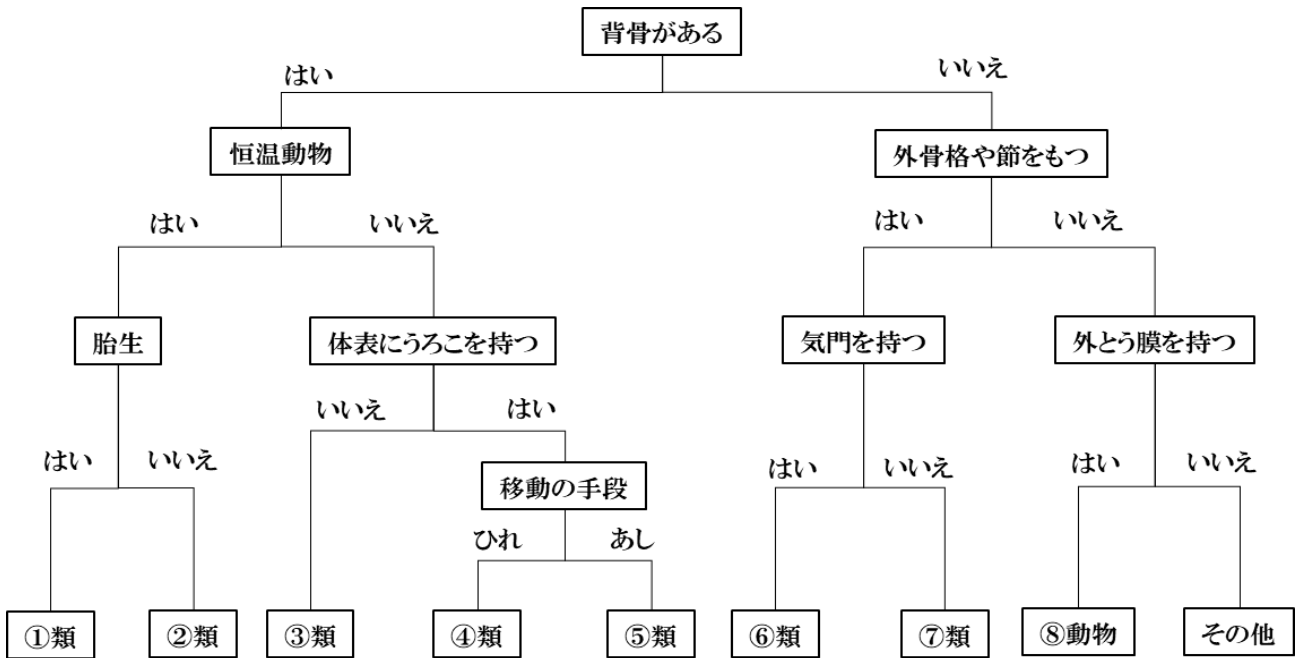 背骨がある
はい
いいえ
恒温動物
外骨格や節をもつ
はい
いいえ
はい
いいえ
胎生
体表にうろこを持つ
気門を持つ
外とう膜を持つ
いいえ
はい
はい
いいえ
はい
いいえ
はい
いいえ
移動の手段
ひれ
あし
①類
②類
③類
④類
⑤類
⑥類
⑦類
⑧動物
その他